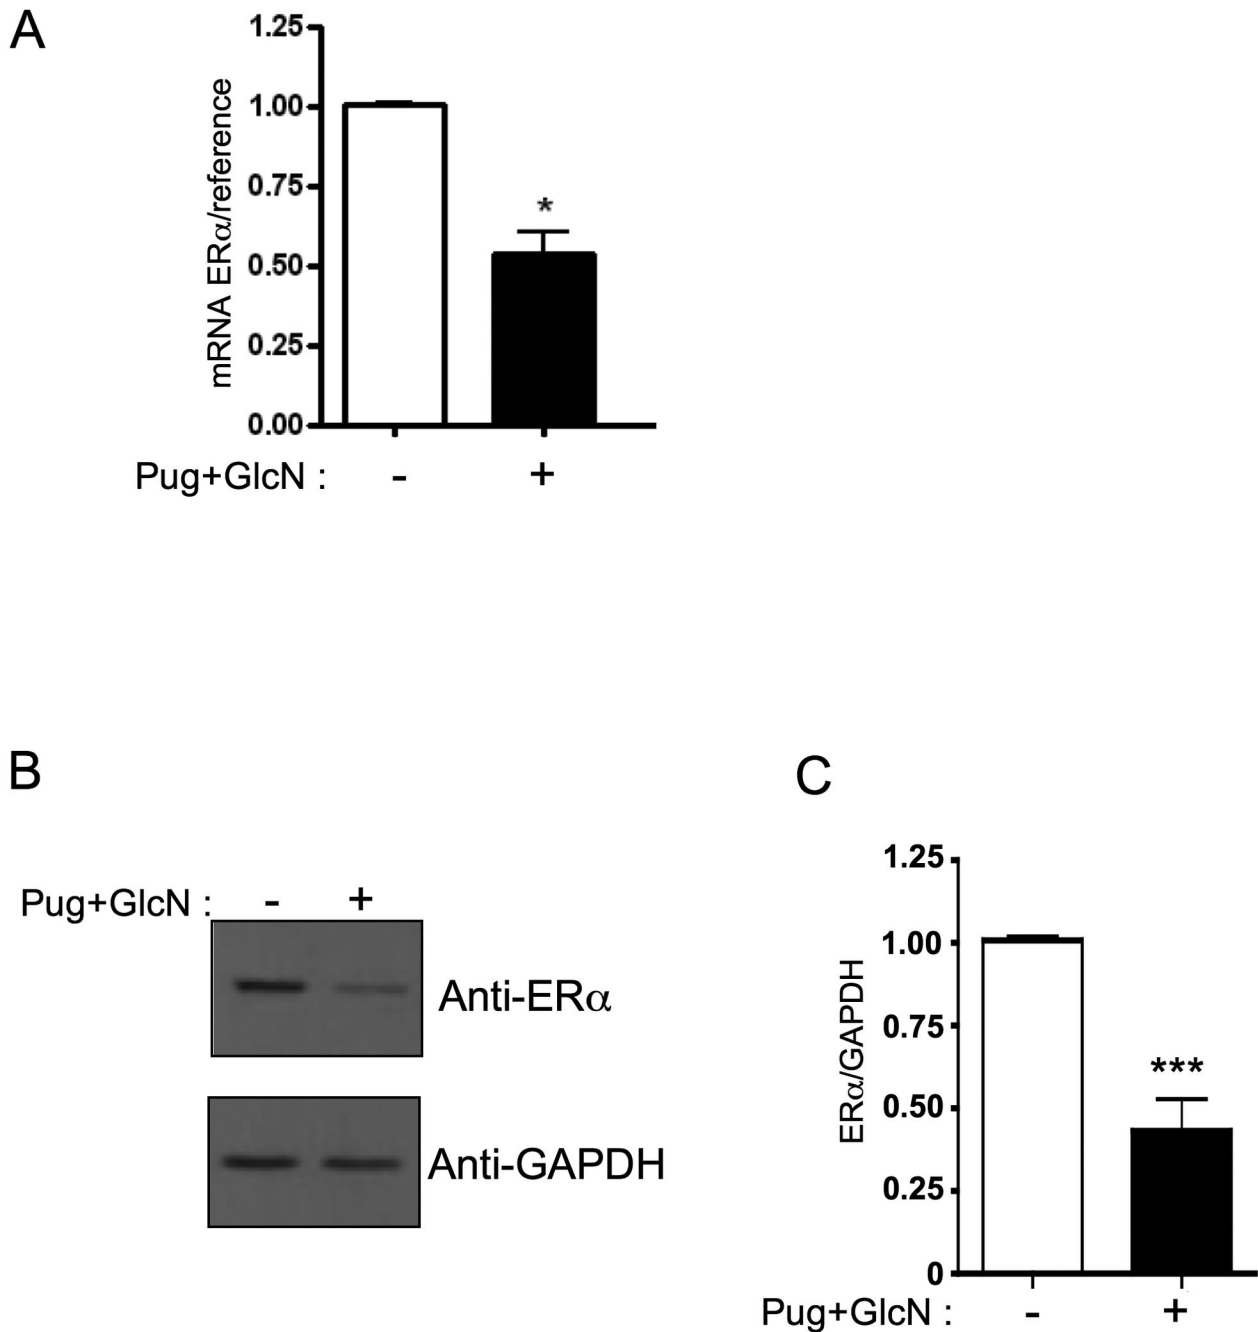 A
mRNA ERα/reference
1.25
1.00
0.75
0.50
0.25
0.00
*
Pug+GlcN : - +
B
Pug+GlcN : - +
Anti-ERα
Anti-GAPDH
C
ERα/GAPDH
1.25
1.00
0.75
0.50
0.25
0
***
Pug+GlcN : - +